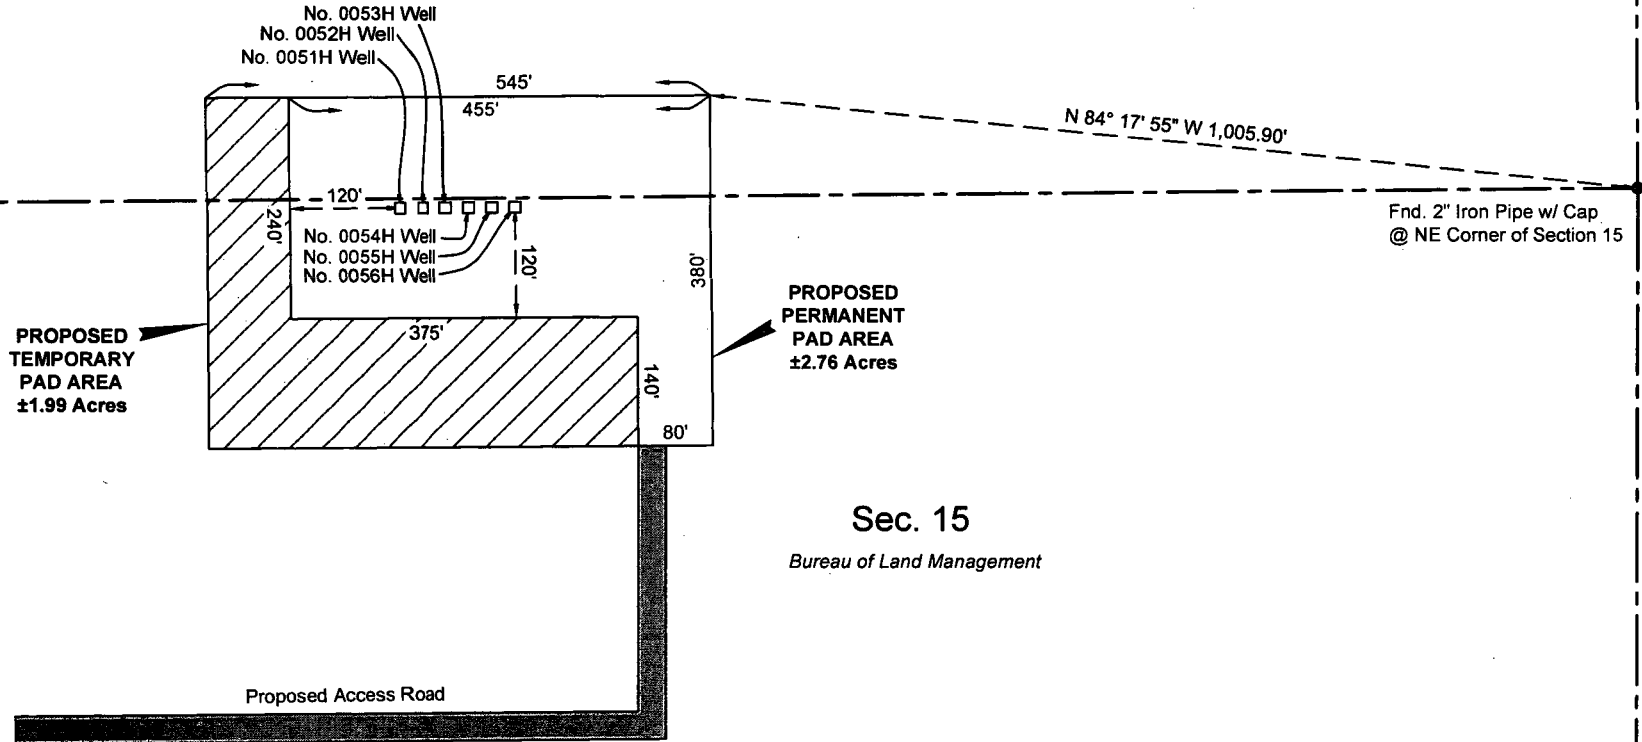 No. 0053H Well
No. 0052H Well
No. 0051H Well
545'
455'
N 84° 17' 55" W 1,005.90'
120'
240'
Fnd. 2" Iron Pipe w/ Cap
@ NE Corner of Section 15
No. 0054H Well
No. 0055H Well
No. 0056H Well
120'
380'
PROPOSED
PERMANENT
PAD AREA
±2.76 Acres
PROPOSED
TEMPORARY
PAD AREA
±1.99 Acres
375'
140'
80'
Sec. 15
Bureau of Land Management
Proposed Access Road